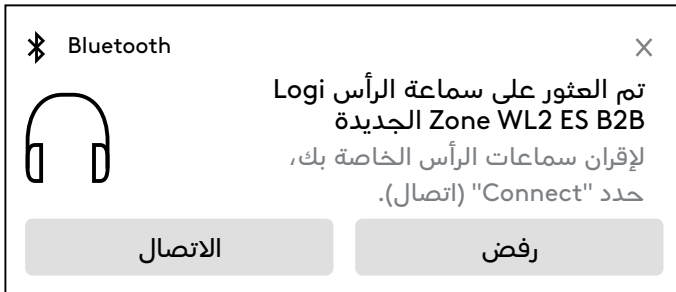 Bluetooth
تم العثور على سماعة الرأس Logi
Zone WL2 ES B2B الجديدة
لإقران سماعات الرأس الخاصة بك،
حدد "Connect" (اتصال).
رفض
الاتصال